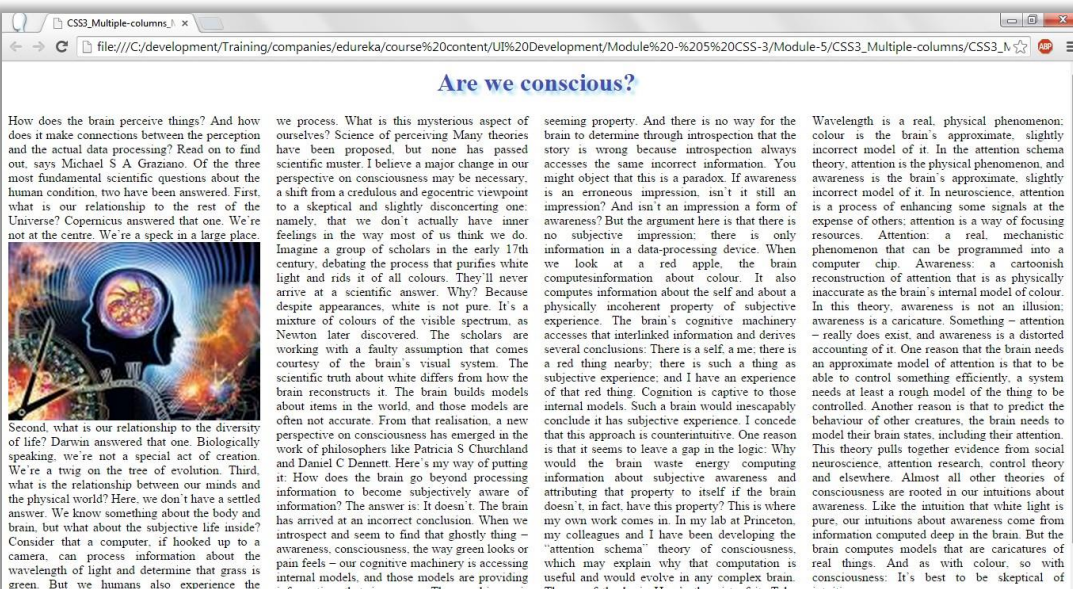 CSS3_Multiple-columns_
file:///C:/development/Training/companies/edureka/course%20content/UI%20Development/Module%20-%205%20CSS-3/Module-5/CSS3_Multiple-columns/CSS3_
ABP
Are we conscious?
How does the brain perceive things? And how
does it make connections between the perception
and the actual data processing? Read on to find
out, says Michael S A Graziano. Of the three
most fundamental scientific questions about the
human condition, two have been answered. First,
what is our relationship to the rest of the
Universe? Copernicus answered that one. We're
not at the centre. We're a speck in a large place.
Second, what is our relationship to the diversity
of life? Darwin answered that one. Biologically
speaking, we're not a special act of creation.
We're a twig on the tree of evolution. Third,
what is the relationship between our minds and
the physical world? Here, we don't have a settled
answer. We know something about the body and
brain, but what about the subjective life inside?
Consider that a computer, if hooked up to a
camera, can process information about the
wavelength of light and determine that grass is
green. But we humans also experience the
we process. What is this mysterious aspect of
ourselves? Science of perceiving Many theories
have been proposed, but none has passed
scientific muster. I believe a major change in our
perspective on consciousness may be necessary,
a shift from a credulous and egocentric viewpoint
to a skeptical and slightly disconcerting one:
namely, that we don't actually have inner
feelings in the way most of us think we do.
Imagine a group of scholars in the early 17th
century, debating the process that purifies white
light and rids it of all colours. They'll never
arrive at a scientific answer. Why? Because
despite appearances, white is not pure. It's a
mixture of colours of the visible spectrum, as
Newton later discovered. The scholars are
working with a faulty assumption that comes
courtesy of the brain's visual system. The
scientific truth about white differs from how the
brain reconstructs it. The brain builds models
about items in the world, and those models are
often not accurate. From that realisation, a new
perspective on consciousness has emerged in the
work of philosophers like Patricia S Churchland
and Daniel C Dennett. Here's my way of putting
it: How does the brain go beyond processing
information to become subjectively aware of
information? The answer is: It doesn't. The brain
has arrived at an incorrect conclusion. When we
introspect and seem to find that ghostly thing –
awareness, consciousness, the way green looks or
pain feels – our cognitive machinery is accessing
internal models, and those models are providing
seeming property. And there is no way for the
brain to determine through introspection that the
story is wrong because introspection always
accesses the same incorrect information. You
might object that this is a paradox. If awareness
is an erroneous impression, isn't it still an
impression? And isn't an impression a form of
awareness? But the argument here is that there is
no subjective impression; there is only
information in a data-processing device. When
we look at a red apple, the brain
computesinformation about colour. It also
computes information about the self and about a
physically incoherent property of subjective
experience. The brain's cognitive machinery
accesses that interlinked information and derives
several conclusions: There is a self, a me; there is
a red thing nearby; there is such a thing as
subjective experience; and I have an experience
of that red thing. Cognition is captive to those
internal models. Such a brain would inescapably
conclude it has subjective experience. I concede
that this approach is counterintuitive. One reason
is that it seems to leave a gap in the logic: Why
would the brain waste energy computing
information about subjective awareness and
attributing that property to itself if the brain
doesn't, in fact, have this property? This is where
my own work comes in. In my lab at Princeton,
my colleagues and I have been developing the
"attention schema" theory of consciousness,
which may explain why that computation is
useful and would evolve in any complex brain.
Wavelength is a real, physical phenomenon;
colour is the brain's approximate, slightly
incorrect model of it. In the attention schema
theory, attention is the physical phenomenon, and
awareness is the brain's approximate, slightly
incorrect model of it. In neuroscience, attention
is a process of enhancing some signals at the
expense of others; attention is a way of focusing
resources. Attention: a real, mechanistic
phenomenon that can be programmed into a
computer chip. Awareness: a cartoonish
reconstruction of attention that is as physically
inaccurate as the brain's internal model of colour.
In this theory, awareness is not an illusion;
awareness is a caricature. Something – attention
– really does exist, and awareness is a distorted
accounting of it. One reason that the brain needs
an approximate model of attention is that to be
able to control something efficiently, a system
needs at least a rough model of the thing to be
controlled. Another reason is that to predict the
behaviour of other creatures, the brain needs to
model their brain states, including their attention.
This theory pulls together evidence from social
neuroscience, attention research, control theory
and elsewhere. Almost all other theories of
consciousness are rooted in our intuitions about
awareness. Like the intuition that white light is
pure, our intuitions about awareness come from
information computed deep in the brain. But the
brain computes models that are caricatures of
real things. And as with colour, so with
consciousness: It's best to be skeptical of